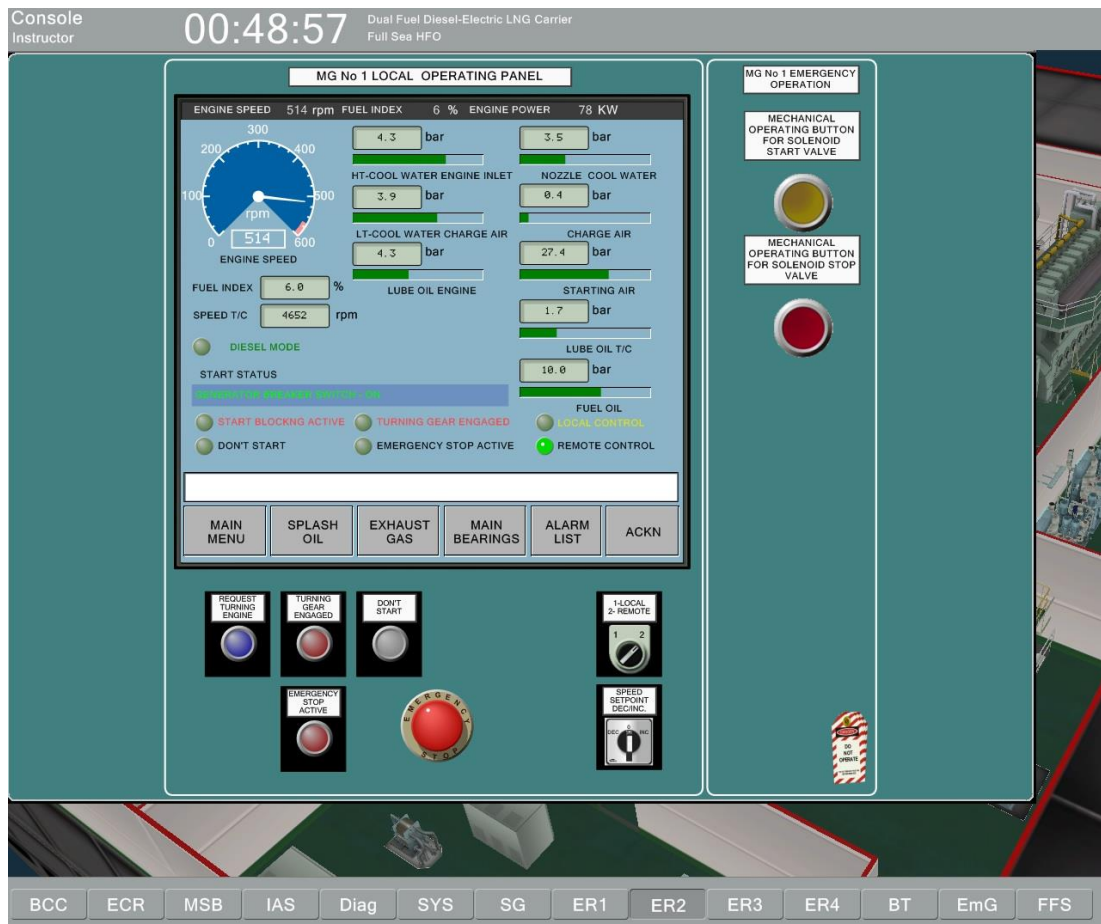 Console
Instructor
00:48:57
Dual Fuel Diesel-Electric LNG Carrier
Full Sea HFO
MG No 1 LOCAL OPERATING PANEL
ENGINE SPEED 514 rpm FUEL INDEX 6 % ENGINE POWER 78 KW
0
100
200
300
400
500
600
rpm
514
ENGINE SPEED
FUEL INDEX 6.0 %
SPEED T/C 4652 rpm
DIESEL MODE
4.3 bar
HT-COOL WATER ENGINE INLET
3.9 bar
LT-COOL WATER CHARGE AIR
4.3 bar
LUBE OIL ENGINE
3.5 bar
NOZZLE COOL WATER
0.4 bar
CHARGE AIR
27.4 bar
STARTING AIR
1.7 bar
LUBE OIL T/C
10.0 bar
FUEL OIL
START STATUS
GENERATOR BREAKER SWITCH - ON
START BLOCKNG ACTIVE
TURNING GEAR ENGAGED
LOCAL CONTROL
DON'T START
EMERGENCY STOP ACTIVE
REMOTE CONTROL
MAIN
MENU
SPLASH
OIL
EXHAUST
GAS
MAIN
BEARINGS
ALARM
LIST
ACKN
REQUEST
TURNING
ENGINE
TURNING
GEAR
ENGAGED
DON'T
START
1-LOCAL
2- REMOTE
1 2
EMERGENCY
STOP
ACTIVE
EMERGENCY
STOP
SPEED
SETPOINT
DEC/INC.
DEC 0 INC
MG No 1 EMERGENCY
OPERATION
MECHANICAL
OPERATING BUTTON
FOR SOLENOID
START VALVE
MECHANICAL
OPERATING BUTTON
FOR SOLENOID STOP
VALVE
DO
NOT
OPERATE
BCC ECR MSB IAS Diag SYS SG ER1 ER2 ER3 ER4 BT EmG FFS